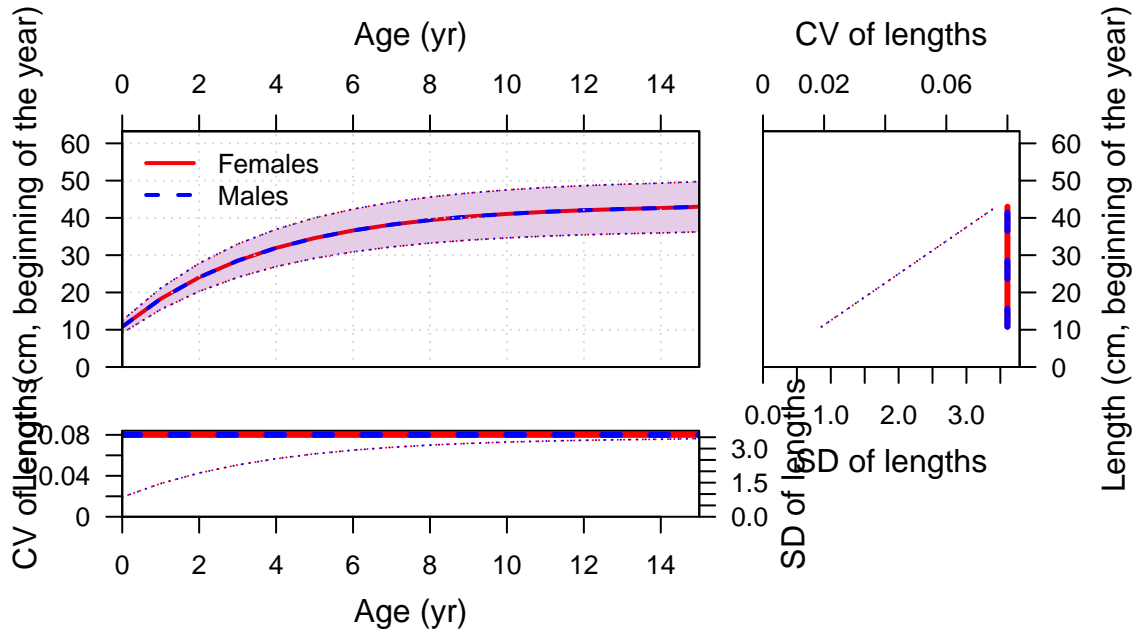 Age (yr)
0 2 4 6 8 10 12 14
Length (cm, beginning of the year)
60
50
40
30
20
10
0
Females
Males
CV of lengths
0 0.02 0.06
60
50
40
30
20
10
0
Length (cm, beginning of the year)
0.0 1.0 2.0 3.0
SD of lengths
CV of lengths
0.08
0.04
0
3.0
1.5
0.0
SD of lengths
0 2 4 6 8 10 12 14
Age (yr)